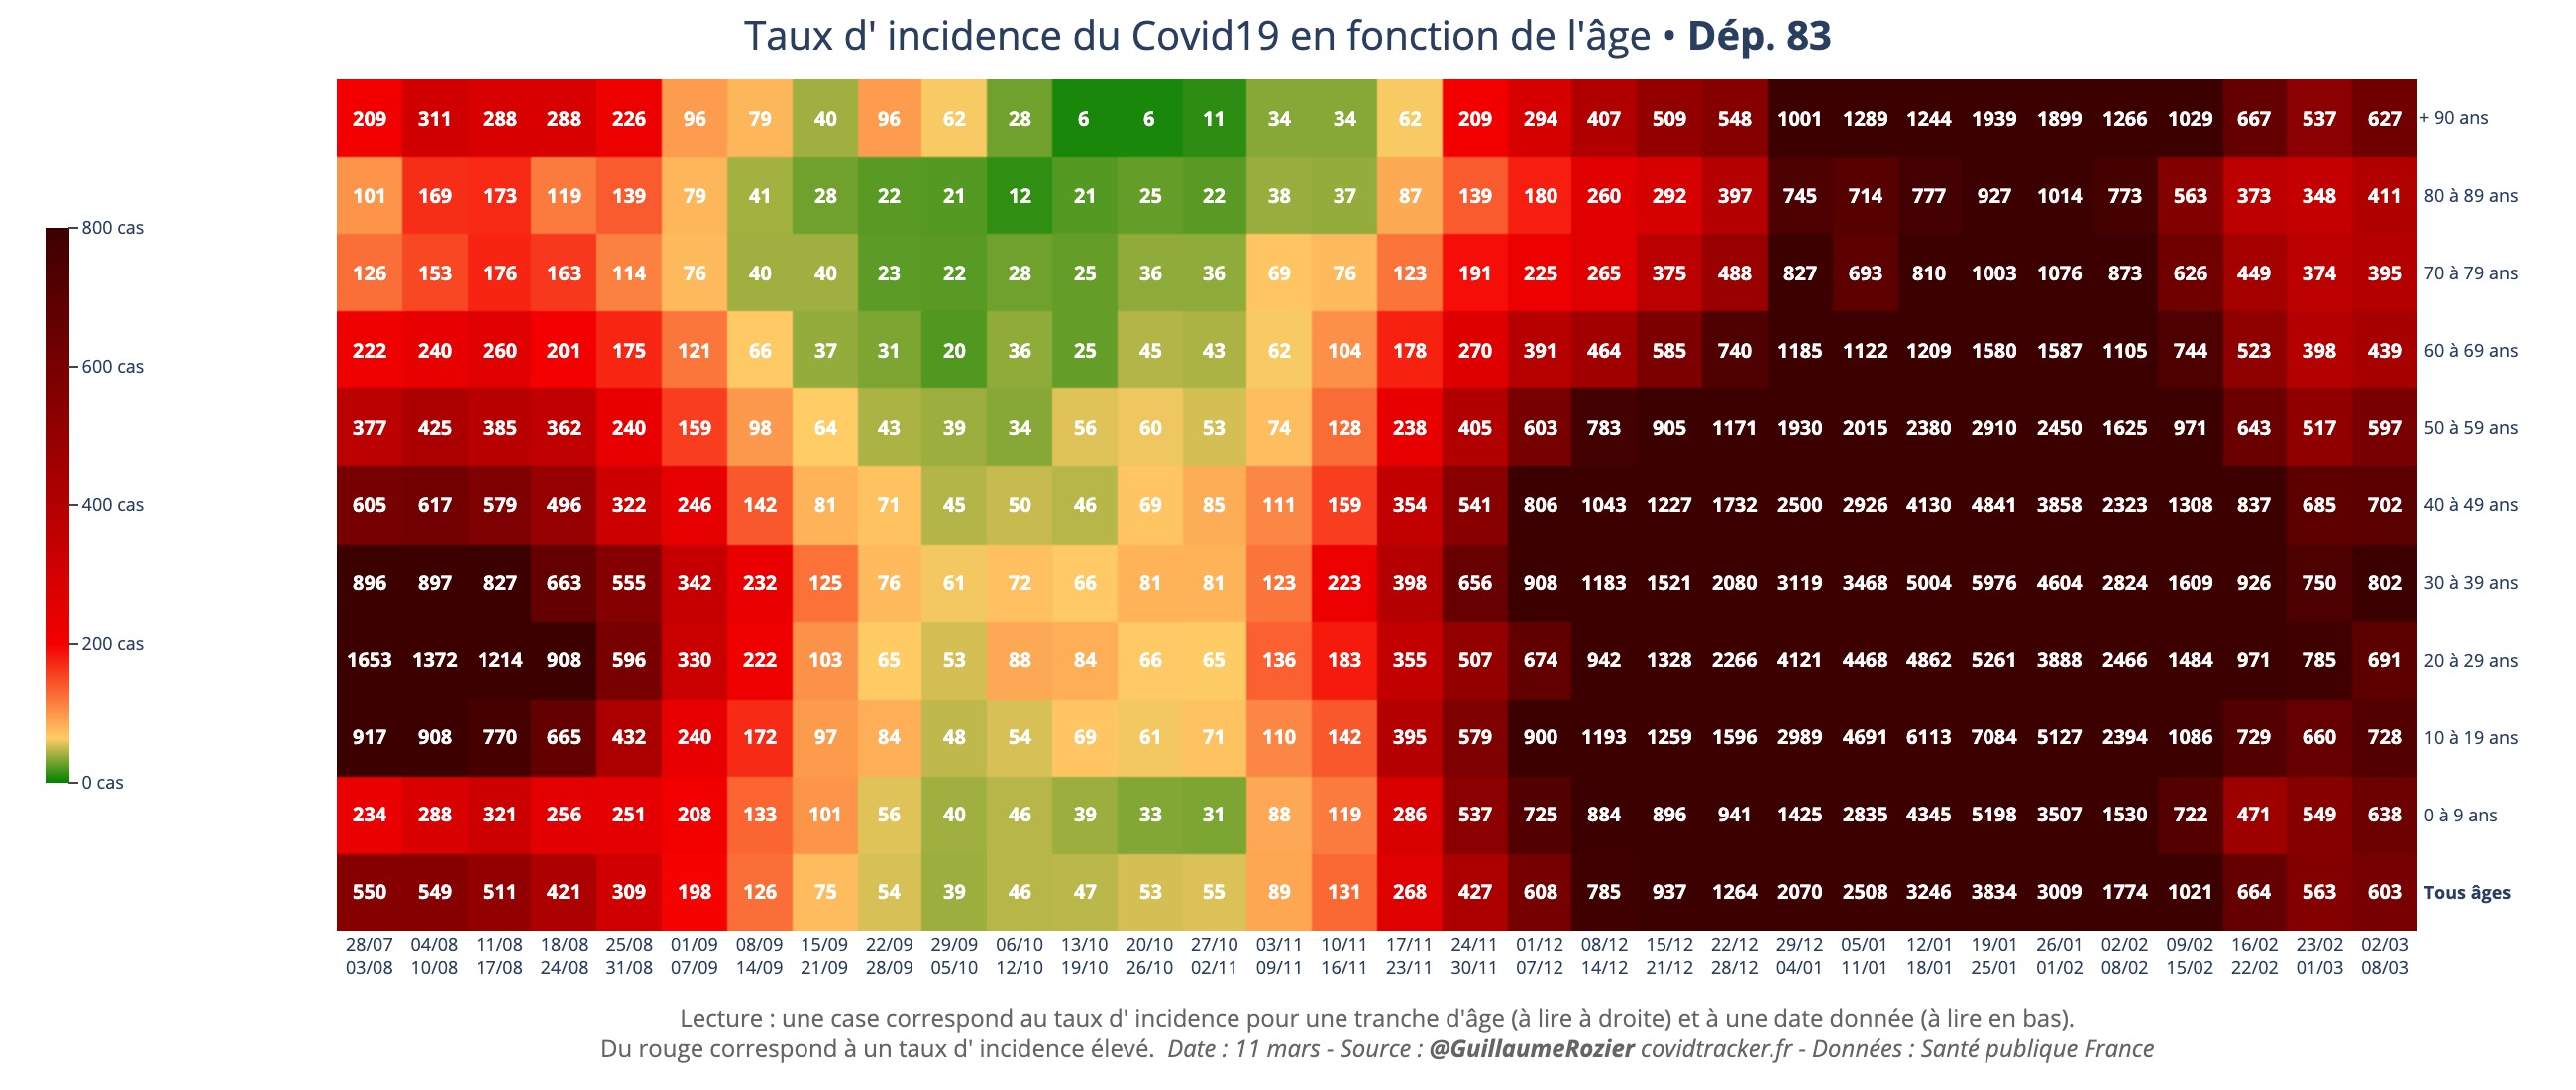 Taux d' incidence du Covid19 en fonction de l'âge • Dép. 83
209 311 288 288 226 96 79 40 96 62 28 6 6 11 34 34 62 209 294 407 509 548 1001 1289 1244 1939 1899 1266 1029 667 537 627 + 90 ans
101 169 173 119 139 79 41 28 22 21 12 21 25 22 38 37 87 139 180 260 292 397 745 714 777 927 1014 773 563 373 348 411 80 à 89 ans
800 cas
126 153 176 163 114 76 40 40 23 22 28 25 36 36 69 76 123 191 225 265 375 488 827 693 810 1003 1076 873 626 449 374 395 70 à 79 ans
222 240 260 201 175 121 66 37 31 20 36 25 45 43 62 104 178 270 391 464 585 740 1185 1122 1209 1580 1587 1105 744 523 398 439 60 à 69 ans
600 cas
377 425 385 362 240 159 98 64 43 39 34 56 60 53 74 128 238 405 603 783 905 1171 1930 2015 2380 2910 2450 1625 971 643 517 597 50 à 59 ans
400 cas
605 617 579 496 322 246 142 81 71 45 50 46 69 85 111 159 354 541 806 1043 1227 1732 2500 2926 4130 4841 3858 2323 1308 837 685 702 40 à 49 ans
896 897 827 663 555 342 232 125 76 61 72 66 81 81 123 223 398 656 908 1183 1521 2080 3119 3468 5004 5976 4604 2824 1609 926 750 802 30 à 39 ans
200 cas
1653 1372 1214 908 596 330 222 103 65 53 88 84 66 65 136 183 355 507 674 942 1328 2266 4121 4468 4862 5261 3888 2466 1484 971 785 691 20 à 29 ans
917 908 770 665 432 240 172 97 84 48 54 69 61 71 110 142 395 579 900 1193 1259 1596 2989 4691 6113 7084 5127 2394 1086 729 660 728 10 à 19 ans
0 cas
234 288 321 256 251 208 133 101 56 40 46 39 33 31 88 119 286 537 725 884 896 941 1425 2835 4345 5198 3507 1530 722 471 549 638 0 à 9 ans
550 549 511 421 309 198 126 75 54 39 46 47 53 55 89 131 268 427 608 785 937 1264 2070 2508 3246 3834 3009 1774 1021 664 563 603 Tous âges
28/07 04/08 11/08 18/08 25/08 01/09 08/09 15/09 22/09 29/09 06/10 13/10 20/10 27/10 03/11 10/11 17/11 24/11 01/12 08/12 15/12 22/12 29/12 05/01 12/01 19/01 26/01 02/02 09/02 16/02 23/02 02/03
03/08 10/08 17/08 24/08 31/08 07/09 14/09 21/09 28/09 05/10 12/10 19/10 26/10 02/11 09/11 16/11 23/11 30/11 07/12 14/12 21/12 28/12 04/01 11/01 18/01 25/01 01/02 08/02 15/02 22/02 01/03 08/03
Lecture : une case correspond au taux d' incidence pour une tranche d'âge (à lire à droite) et à une date donnée (à lire en bas).
Du rouge correspond à un taux d' incidence élevé. Date : 11 mars - Source : @GuillaumeRozier covidtracker.fr - Données : Santé publique France